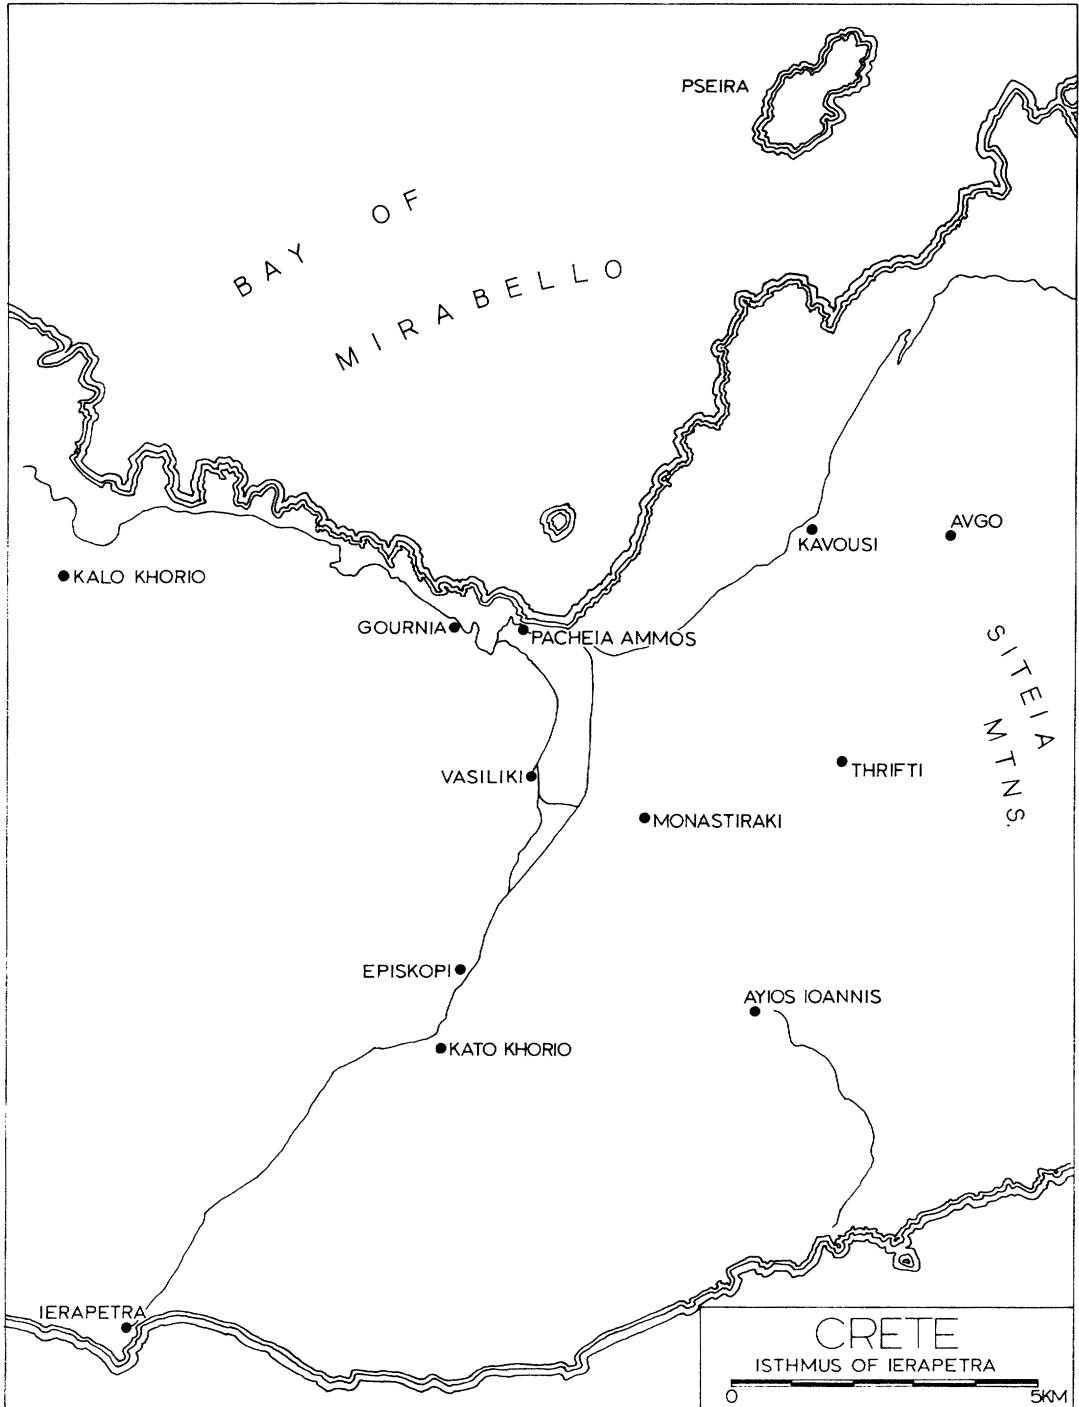 PSEIRA
BAY OF
MIRABELLO
AVGO
KAVOUSI
KALO KHORIO
GOURNIA
PACHEIA AMMOS
SITEIA
MTNS.
THRIFTI
VASILIKI
MONASTIRAKI
EPISKOPI
AYIOS IOANNIS
KATO KHORIO
IERAPETRA
CRETE
ISTHMUS OF IERAPETRA
0 5KM